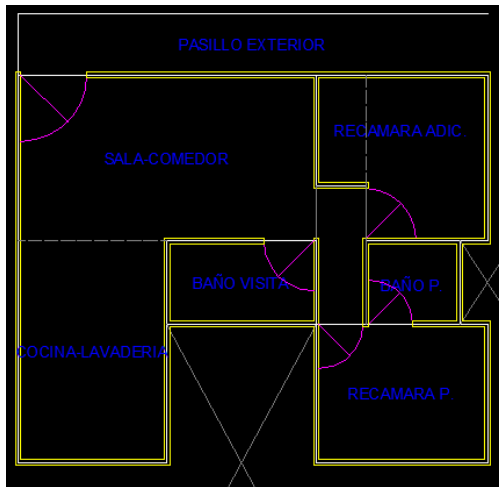 PASILLO EXTERIOR
RECAMARA ADIC.
SALA-COMEDOR
BAÑO VISITA
BAÑO P.
COCINA-LAVADERIA
RECAMARA P.